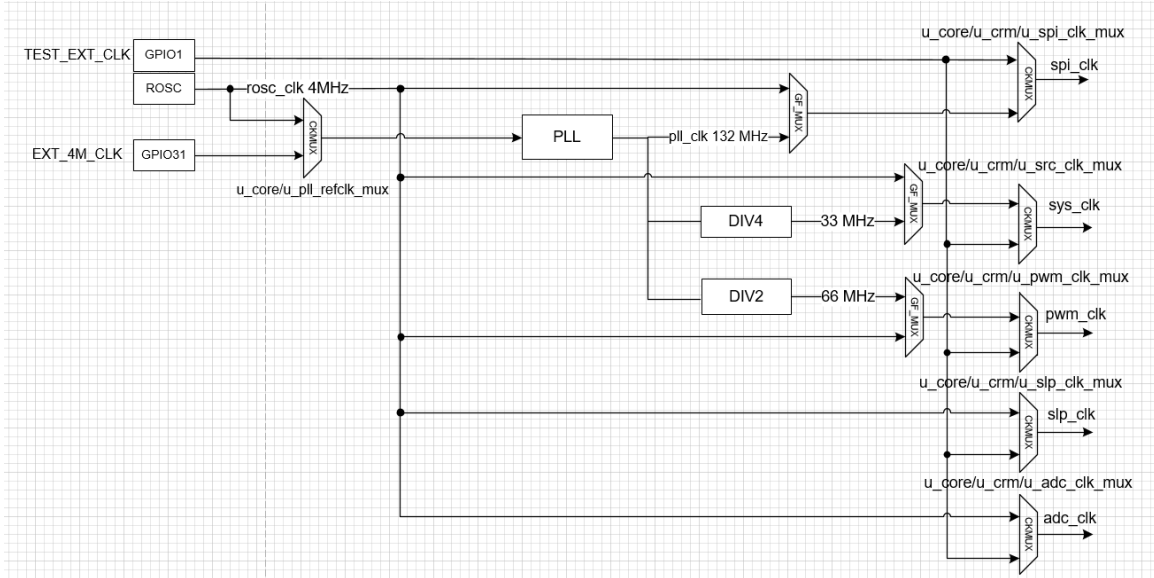 u_core/u_crm/u_spi_clk_mux
TEST_EXT_CLK
GPIO1
spi_clk
CKMUX
ROSC
rosc_clk 4MHz
GF_MUX
CKMUX
PLL
pll_clk 132 MHz
EXT_4M_CLK
GPIO31
u_core/u_pll_refclk_mux
u_core/u_crm/u_src_clk_mux
GF_MUX
CKMUX
sys_clk
DIV4
33 MHz
u_core/u_crm/u_pwm_clk_mux
DIV2
66 MHz
GF_MUX
CKMUX
pwm_clk
u_core/u_crm/u_slp_clk_mux
CKMUX
slp_clk
u_core/u_crm/u_adc_clk_mux
CKMUX
adc_clk